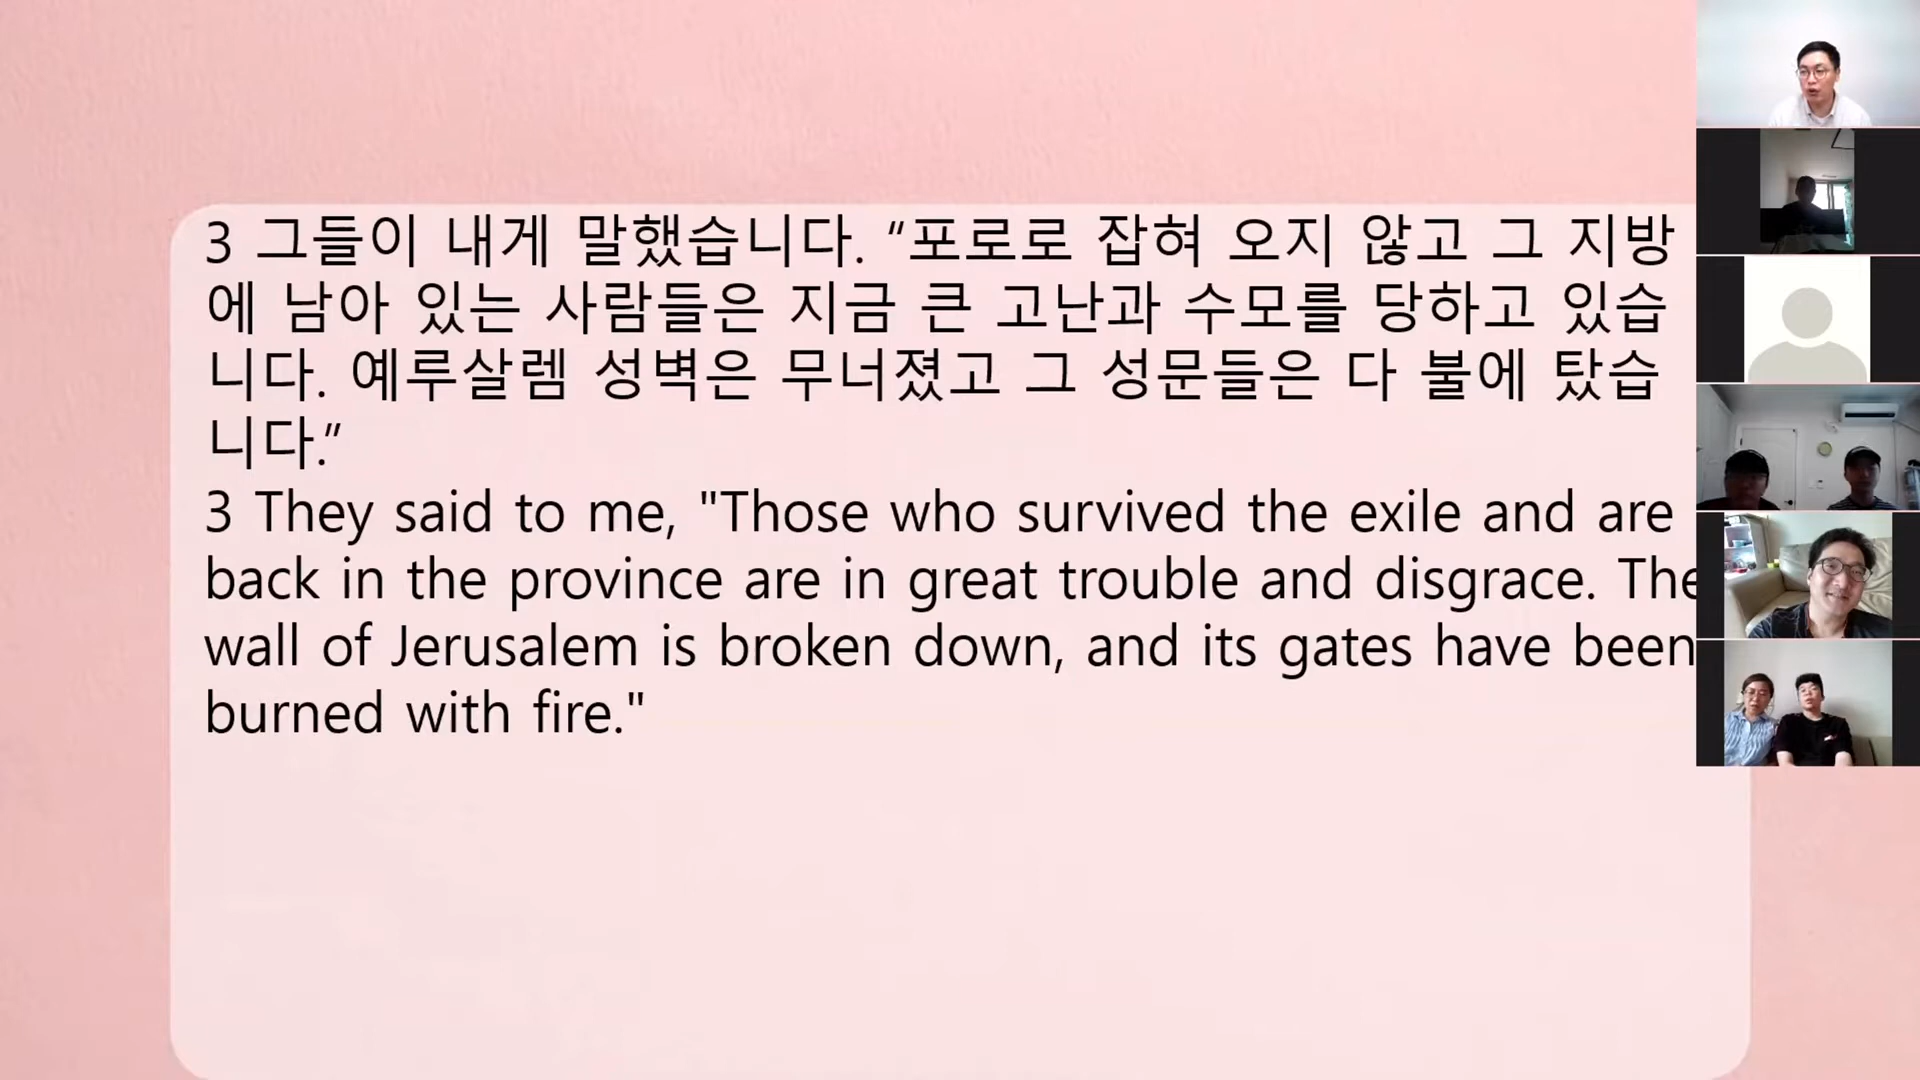 3 그들이 내게 말했습니다. “포로로 잡혀 오지 않고 그 지방
에 남아 있는 사람들은 지금 큰 고난과 수모를 당하고 있습
니다. 예루살렘 성벽은 무너졌고 그 성문들은 다 불에 탔습
니다.”
3 They said to me, "Those who survived the exile and are
back in the province are in great trouble and disgrace. The
wall of Jerusalem is broken down, and its gates have been
burned with fire."